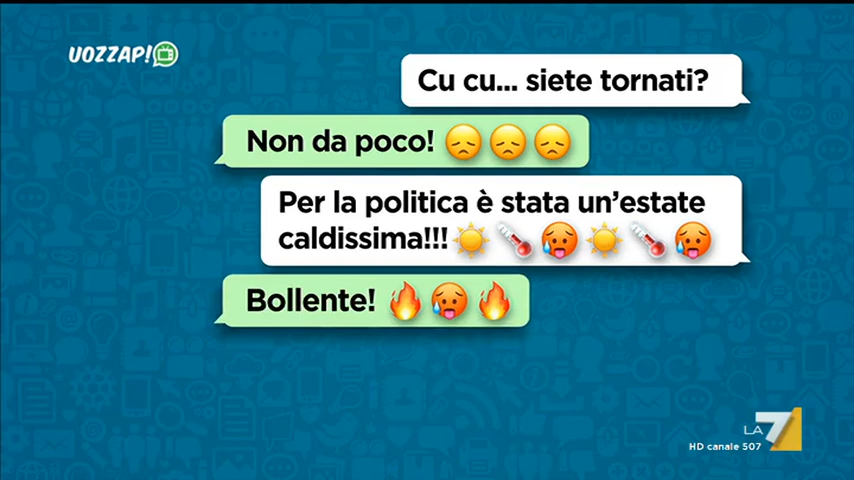 UOZZAP!
Cu cu... siete tornati?
Non da poco! 😞 😞 😞
Per la politica è stata un'estate
caldissima!!! ☀️ 🌡️ 🥵 ☀️ 🌡️ 🥵
Bollente! 🔥 🥵 🔥
LA7
HD canale 507